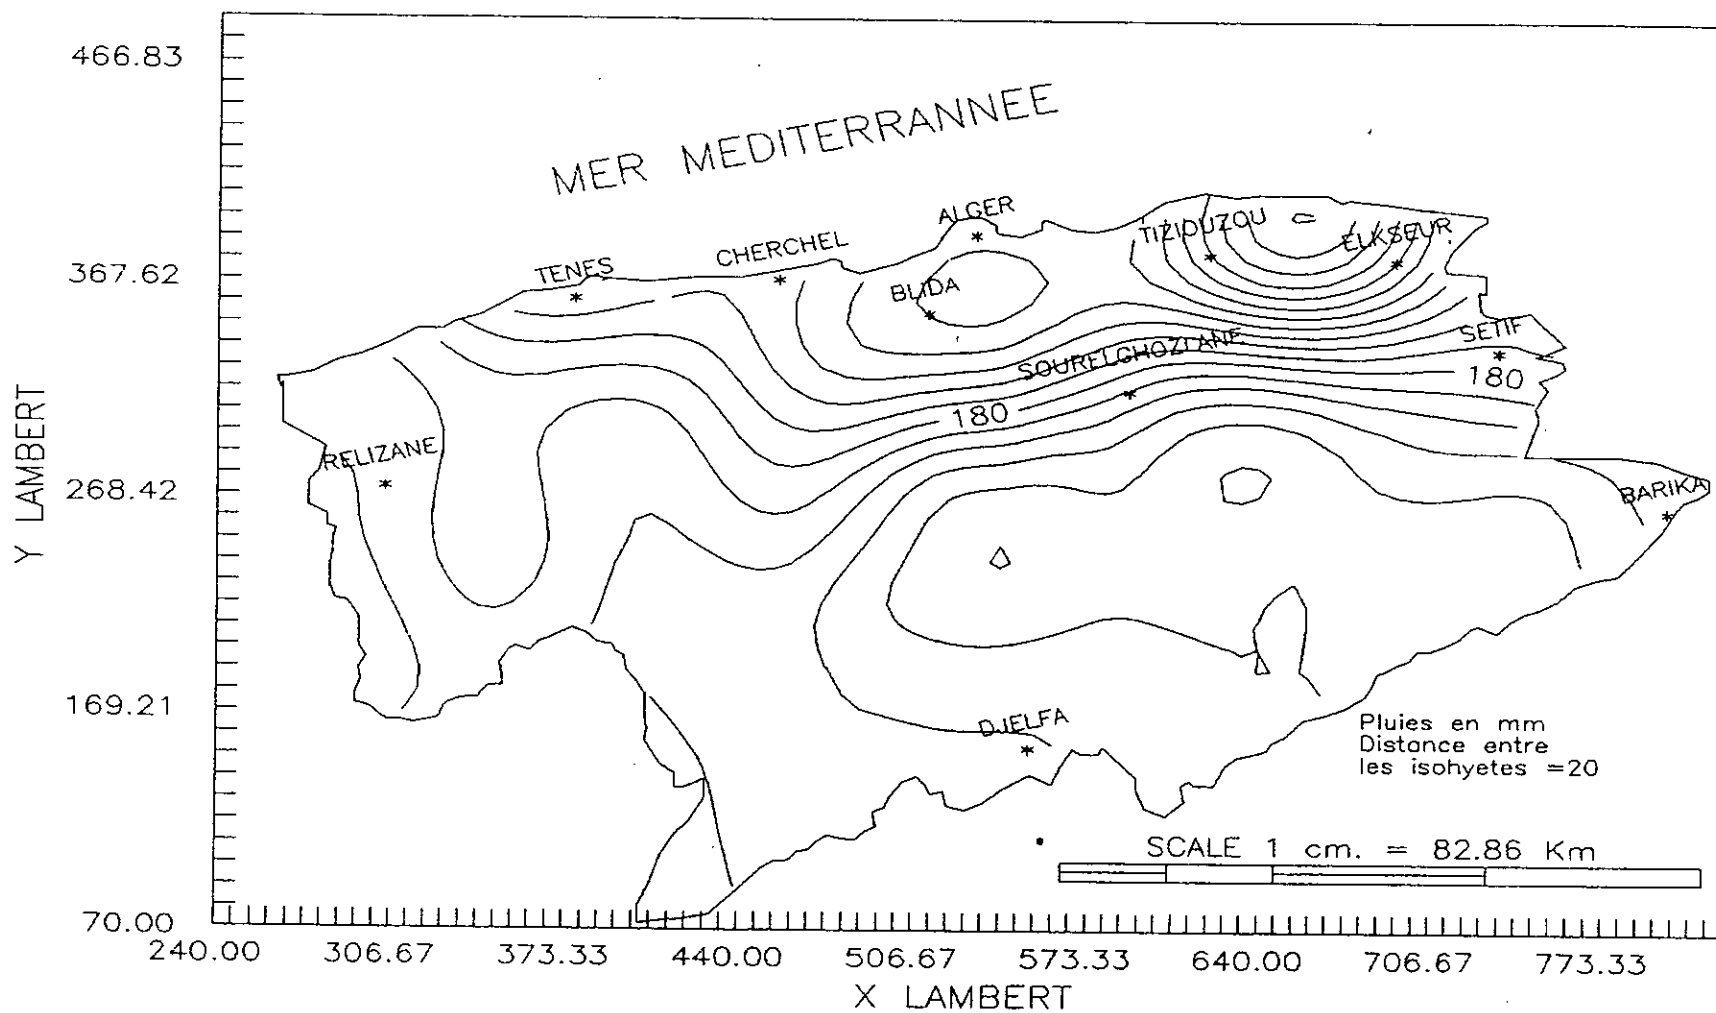 466.83
MER MEDITERRANNEE
ALGER
TIZIOUZOU
ELKSEUR
CHERCHEL
TENES
367.62
BLIDA
SETIF
SOURELGHOZLANE
180
180
Y LAMBERT
RELIZANE
268.42
BARIKA
169.21
DJELFA
Pluies en mm
Distance entre
les isohyetes =20
SCALE 1 cm. = 82.86 Km
70.00
240.00 306.67 373.33 440.00 506.67 573.33 640.00 706.67 773.33
X LAMBERT